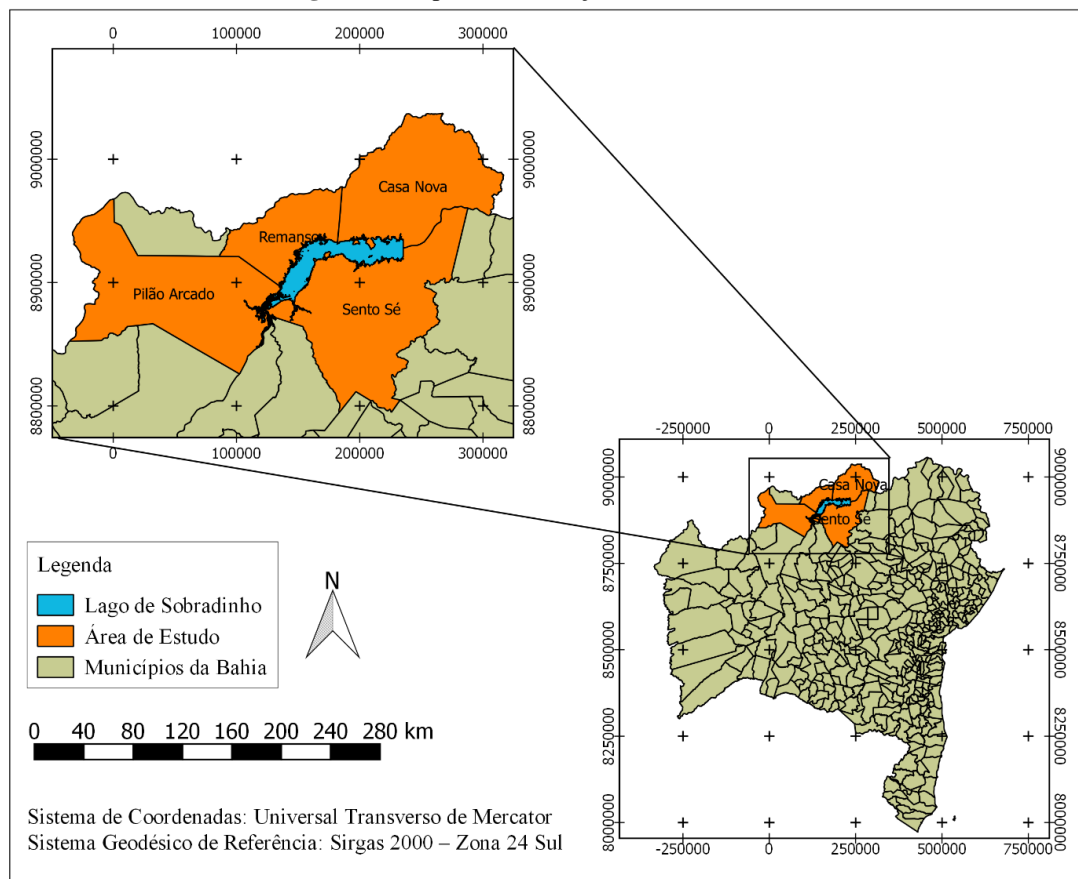 0 100000 200000 300000
9000000 9000000
Casa Nova
Remanso
8900000 8900000
Pilão Arcado
Sento Sé
8800000 8800000
0 100000 200000 300000
-250000 0 250000 500000 750000
9000000 9000000
Casa Nova
Sento Sé
8750000 8750000
8500000 8500000
8250000 8250000
8000000 8000000
-250000 0 250000 500000 750000
Legenda
Lago de Sobradinho
Área de Estudo
Municípios da Bahia
N
0 40 80 120 160 200 240 280 km
Sistema de Coordenadas: Universal Transverso de Mercator
Sistema Geodésico de Referência: Sirgas 2000 – Zona 24 Sul